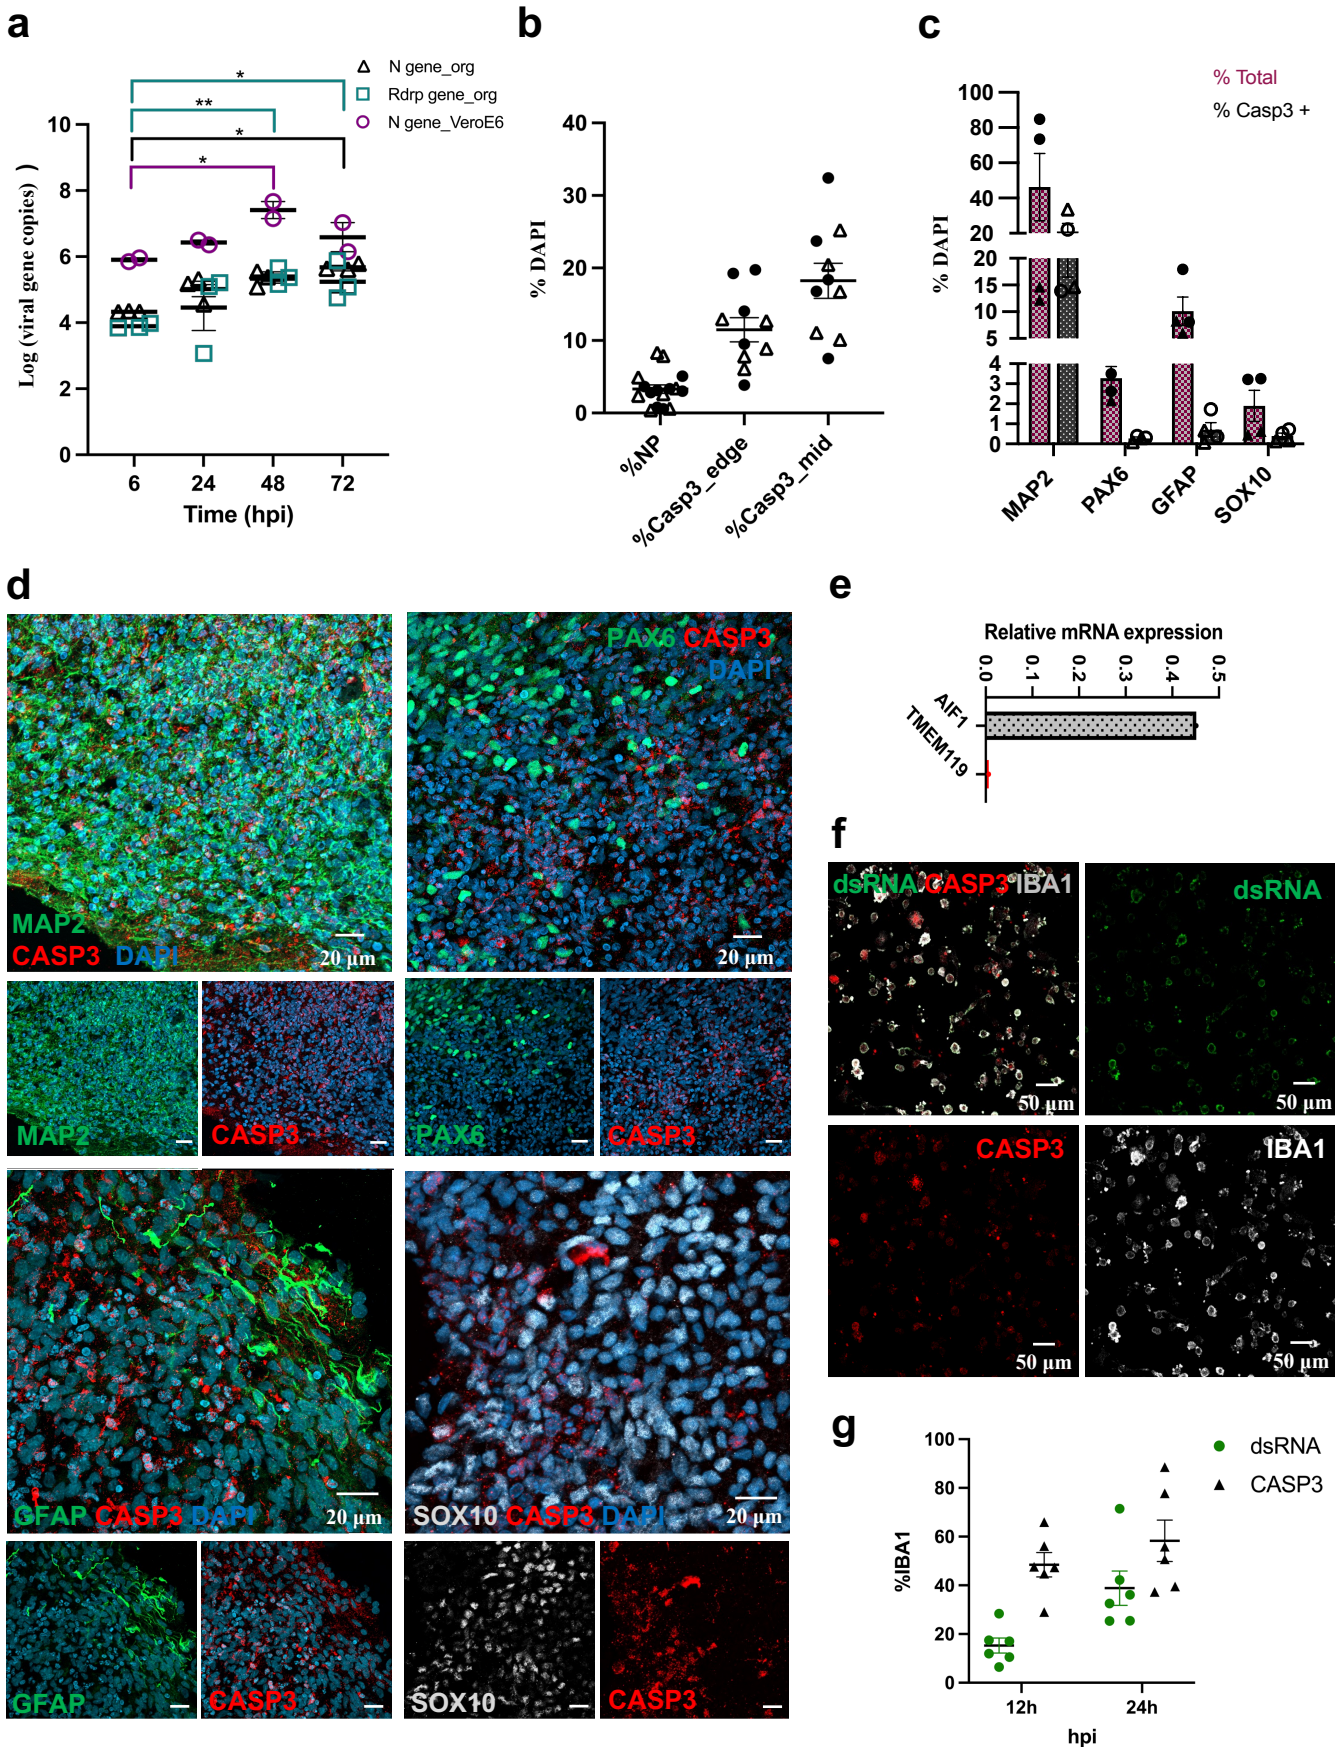 a
N gene_org
Rdrp gene_org
N gene_VeroE6
*
**
*
*
Log (viral gene copies) )
10
8
6
4
2
0
6 24 48 72
Time (hpi)
b
% DAPI
40
30
20
10
0
%NP
%Casp3_edge
%Casp3_mid
c
% Total
% Casp3 +
% DAPI
100
80
60
40
20
20
15
10
5
4
3
2
1
0
MAP2
PAX6
GFAP
SOX10
d
MAP2
CASP3 DAPI
20 µm
PAX6 CASP3
DAPI
20 µm
MAP2
CASP3
PAX6
CASP3
GFAP CASP3 DAPI
20 µm
SOX10 CASP3 DAPI
20 µm
GFAP
CASP3
SOX10
CASP3
e
Relative mRNA expression
0.0 0.1 0.2 0.3 0.4 0.5
AIF1
TMEM119
f
dsRNA CASP3 IBA1
50 µm
dsRNA
50 µm
CASP3
50 µm
IBA1
50 µm
g
dsRNA
CASP3
%IBA1
100
80
60
40
20
0
12h 24h
hpi